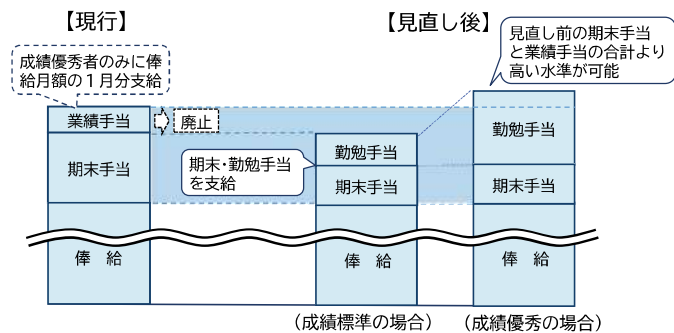 【現行】
【見直し後】
成績優秀者のみに俸
給月額の１月分支給
見直し前の期末手当
と業績手当の合計より
高い水準が可能
業績手当
廃止
期末手当
期末・勤勉手当
を支給
勤勉手当
期末手当
勤勉手当
期末手当
俸　給
俸　給
俸　給
（成績標準の場合）
（成績優秀の場合）